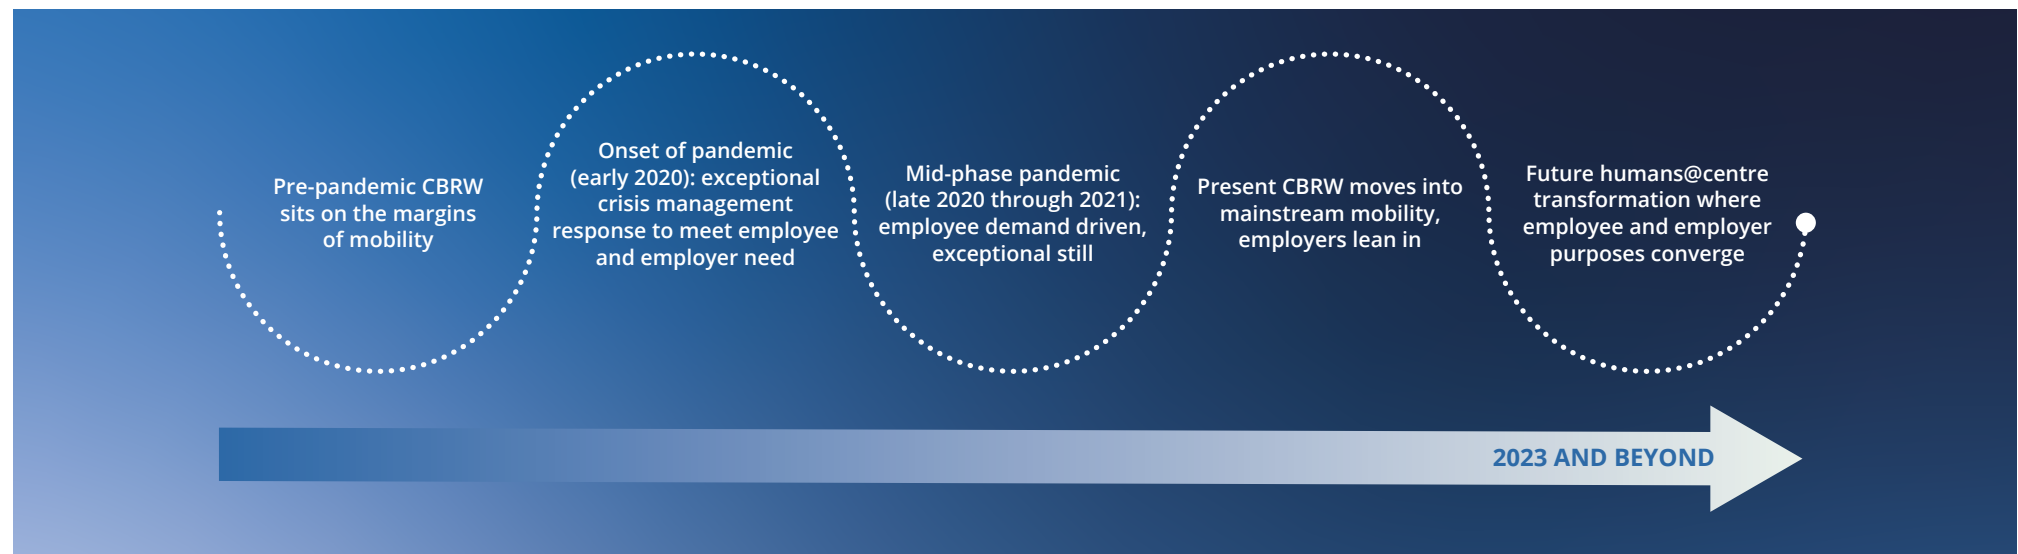 Pre-pandemic CBRW
sits on the margins
of mobility
Onset of pandemic
(early 2020): exceptional
crisis management
response to meet employee
and employer need
Mid-phase pandemic
(late 2020 through 2021):
employee demand driven,
exceptional still
Present CBRW moves into
mainstream mobility,
employers lean in
Future humans@centre
transformation where
employee and employer
purposes converge
2023 AND BEYOND